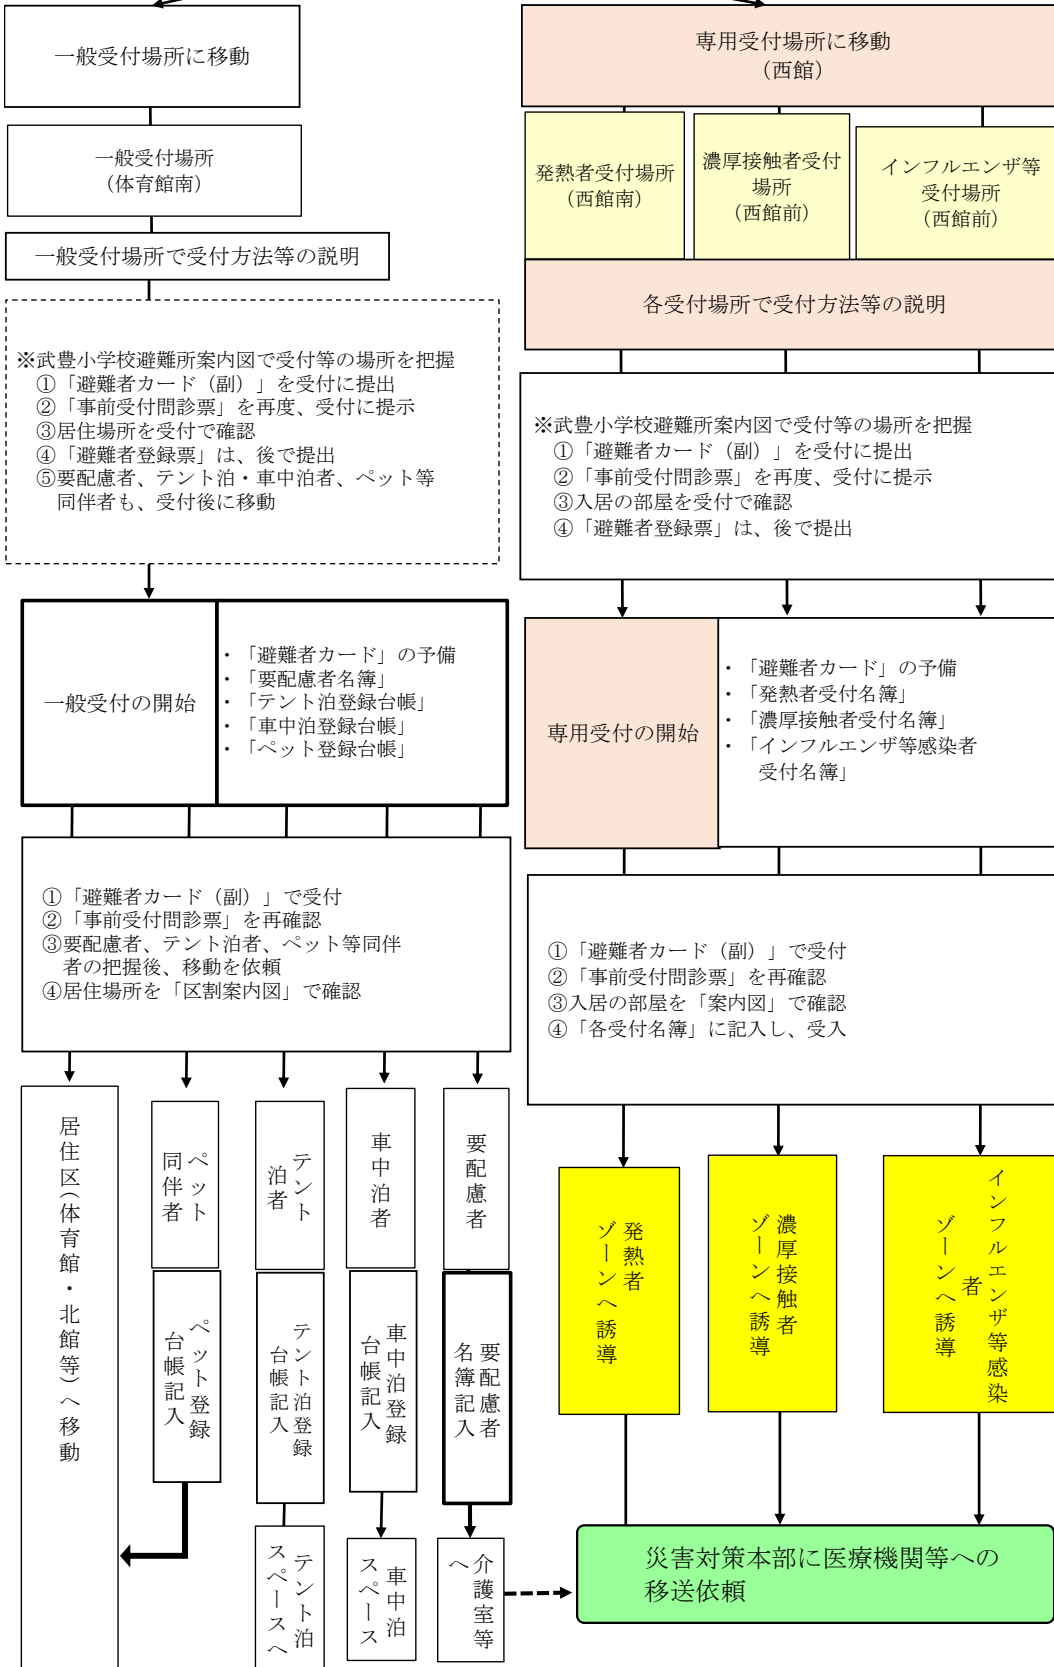 一般受付場所に移動
一般受付場所
(体育館南)
一般受付場所で受付方法等の説明
※武豊小学校避難所案内図で受付等の場所を把握
①「避難者カード(副)」を受付に提出
②「事前受付問診票」を再度、受付に提示
③居住場所を受付で確認
④「避難者登録票」は、後で提出
⑤要配慮者、テント泊・車中泊者、ペット等
同伴者も、受付後に移動
一般受付の開始
・「避難者カード」の予備
・「要配慮者名簿」
・「テント泊登録台帳」
・「車中泊登録台帳」
・「ペット登録台帳」
①「避難者カード(副)」で受付
②「事前受付問診票」を再確認
③要配慮者、テント泊者、ペット等同伴
者の把握後、移動を依頼
④居住場所を「区割案内図」で確認
居住区(体育館・北館等)へ移動
ペット
同伴者
テント
泊者
車中泊者
要配慮者
ペット登録
台帳記入
テント泊登録
台帳記入
車中泊登録
台帳記入
要配慮者
名簿記入
テント泊
スペースへ
車中泊
スペース
介護室等
へ
専用受付場所に移動
(西館)
発熱者受付場所
(西館南)
濃厚接触者受付
場所
(西館前)
インフルエンザ等
受付場所
(西館前)
各受付場所で受付方法等の説明
※武豊小学校避難所案内図で受付等の場所を把握
①「避難者カード(副)」を受付に提出
②「事前受付問診票」を再度、受付に提示
③入居の部屋を受付で確認
④「避難者登録票」は、後で提出
専用受付の開始
・「避難者カード」の予備
・「発熱者受付名簿」
・「濃厚接触者受付名簿」
・「インフルエンザ等感染者
受付名簿」
①「避難者カード(副)」で受付
②「事前受付問診票」を再確認
③入居の部屋を「案内図」で確認
④「各受付名簿」に記入し、受入
発熱者
ゾーンへ誘導
濃厚接触者
ゾーンへ誘導
インフルエンザ等感染
者
ゾーンへ誘導
災害対策本部に医療機関等への
移送依頼